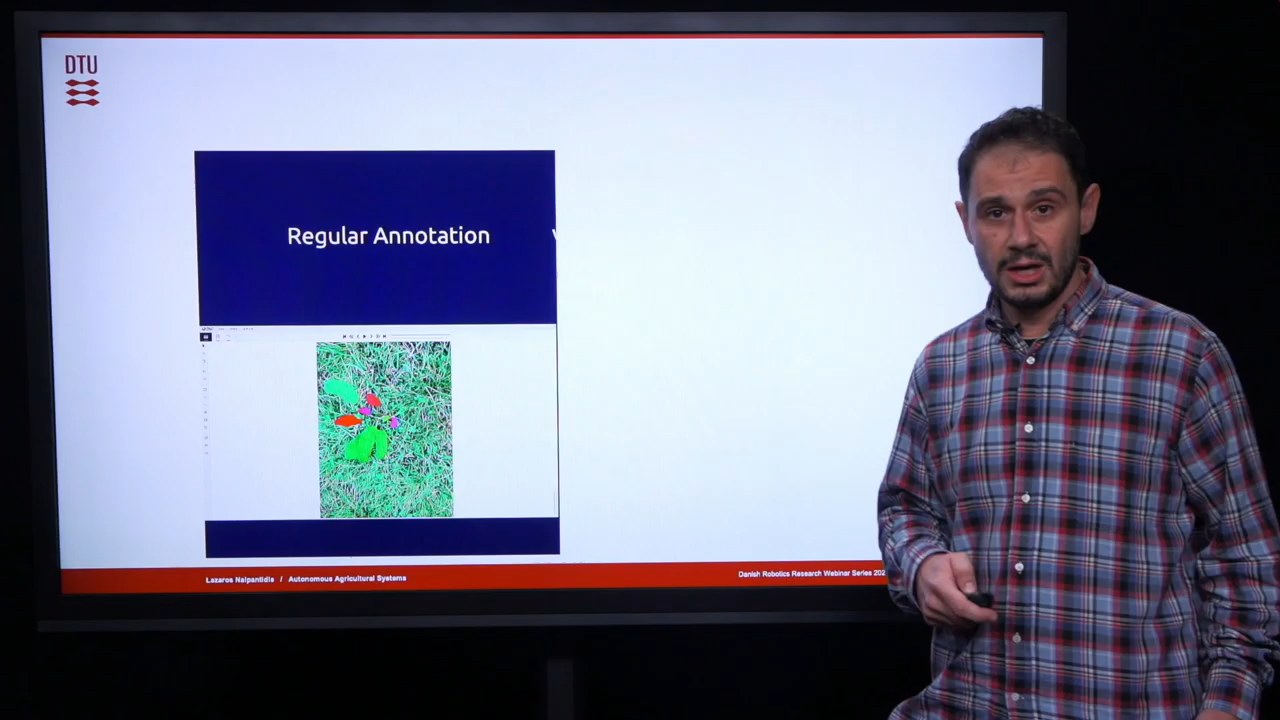 DTU
Regular Annotation
Lazaros Nalpantidis / Autonomous Agricultural Systems
Danish Robotics Research Webinar Series